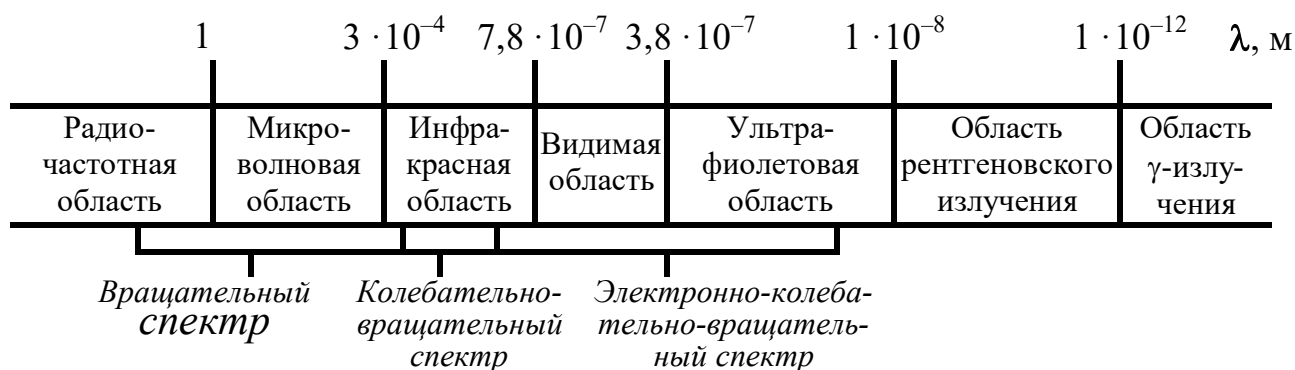 1 3 ·10⁻⁴ 7,8 ·10⁻⁷ 3,8 ·10⁻⁷ 1 ·10⁻⁸ 1 ·10⁻¹² λ, м
Радио-
частотная
область
Микро-
волновая
область
Инфра-
красная
область
Видимая
область
Ультра-
фиолетовая
область
Область
рентгеновского
излучения
Область
γ-излу-
чения
Вращательный
спектр
Колебательно-
вращательный
спектр
Электронно-колеба-
тельно-вращатель-
ный спектр